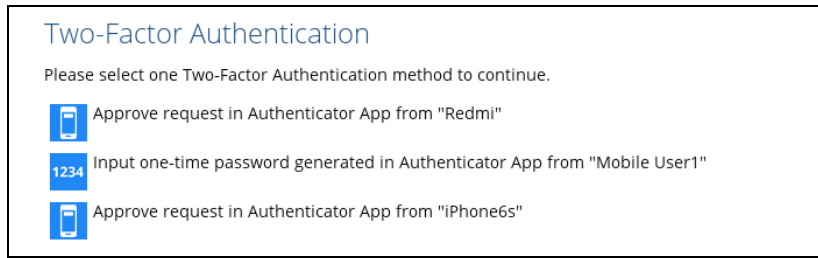 Two-Factor Authentication
Please select one Two-Factor Authentication method to continue.
Approve request in Authenticator App from "Redmi"
1234 Input one-time password generated in Authenticator App from "Mobile User1"
Approve request in Authenticator App from "iPhone6s"